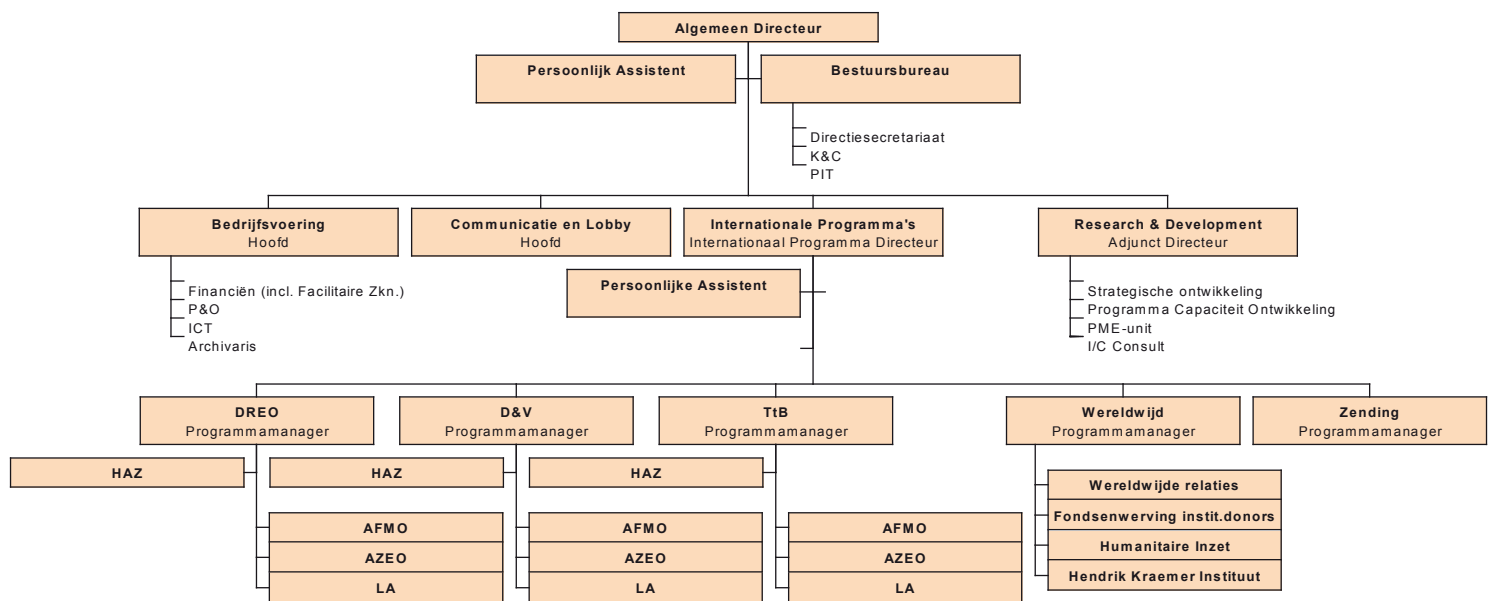 Algemeen Directeur
Persoonlijk Assistent
Bestuursbureau
Directiesecretariaat
K&C
PIT
Bedrijfsvoering
Hoofd
Communicatie en Lobby
Hoofd
Internationale Programma's
Internationaal Programma Directeur
Research & Development
Adjunct Directeur
Financiën (incl. Facilitaire Zkn.)
P&O
ICT
Archivaris
Persoonlijke Assistent
Strategische ontwikkeling
Programma Capaciteit Ontwikkeling
PME-unit
I/C Consult
DREO
Programmamanager
D&V
Programmamanager
TtB
Programmamanager
Wereldwijd
Programmamanager
Zending
Programmamanager
HAZ
AFMO
AZEO
LA
HAZ
AFMO
AZEO
LA
HAZ
AFMO
AZEO
LA
Wereldwijde relaties
Fondsenwerving instit.donors
Humanitaire Inzet
Hendrik Kraemer Instituut